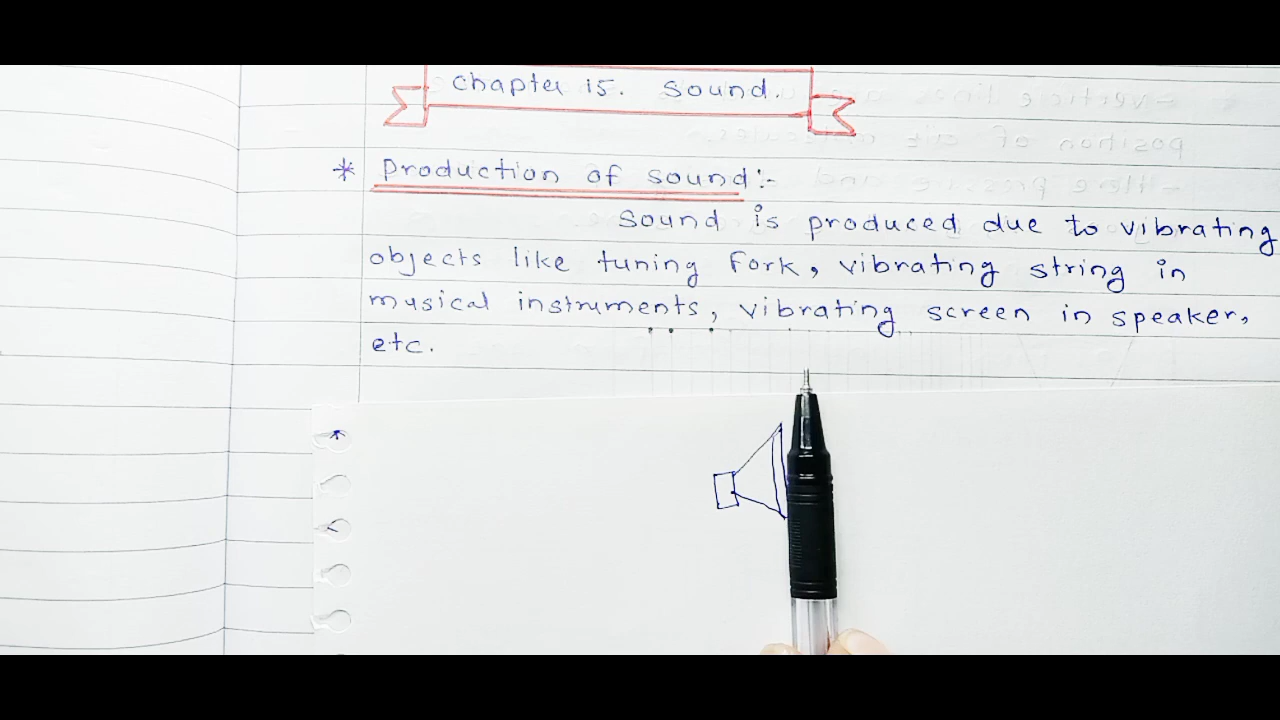 Chapter 15. Sound.
* Production of sound:-
Sound is produced due to vibrating
objects like tuning fork, vibrating string in
musical instruments, vibrating screen in speaker,
etc.